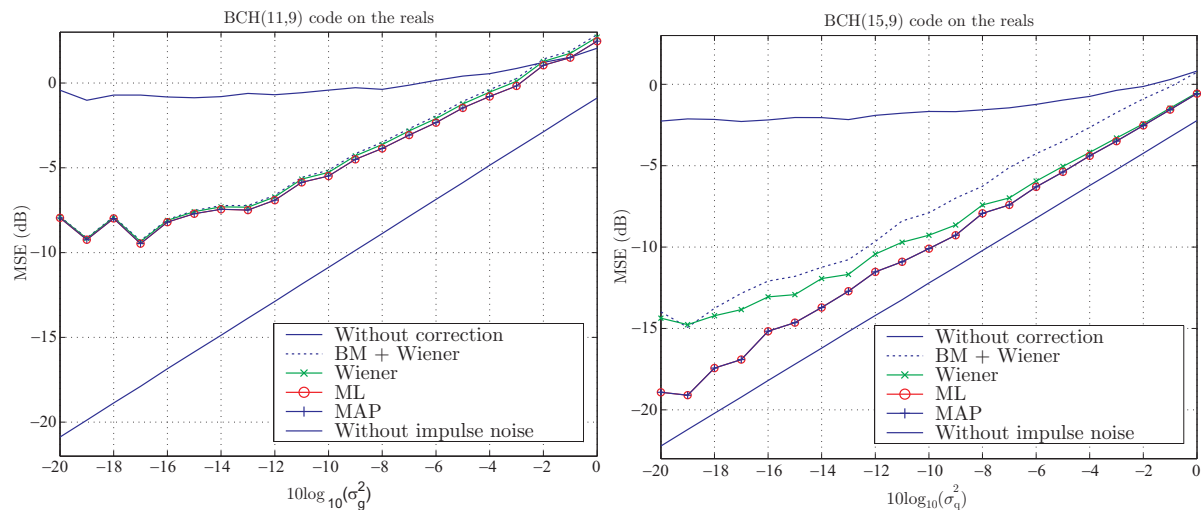 BCH(11,9) code on the reals
MSE (dB)
0
−5
−10
−15
−20
−20 −18 −16 −14 −12 −10 −8 −6 −4 −2 0
10log10(σ²g)
Without correction
BM + Wiener
Wiener
ML
MAP
Without impulse noise
BCH(15,9) code on the reals
MSE (dB)
0
−5
−10
−15
−20
−20 −18 −16 −14 −12 −10 −8 −6 −4 −2 0
10log10(σ²q)
Without correction
BM + Wiener
Wiener
ML
MAP
Without impulse noise